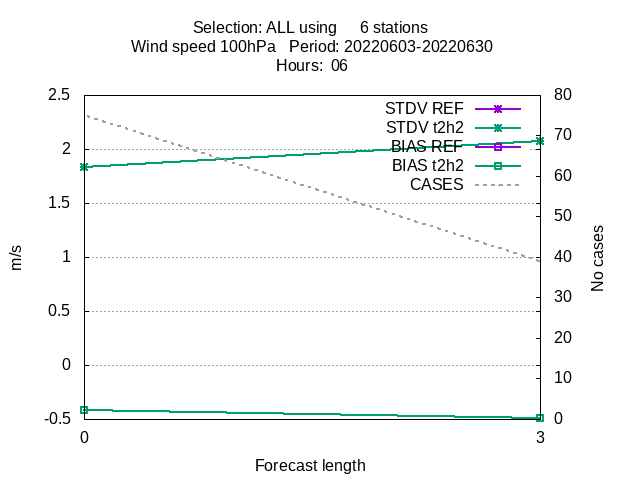 Selection: ALL using 6 stations
Wind speed 100hPa Period: 20220603-20220630
Hours: 06
2.5
2
1.5
1
0.5
0
-0.5
80
70
60
50
40
30
20
10
0
STDV REF
STDV t2h2
BIAS REF
BIAS t2h2
CASES
m/s
No cases
0
3
Forecast length